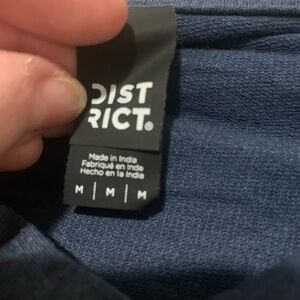 DIST
RICT®
Made in India
Fabriqué en Inde
Hecho en la India
M | M | M